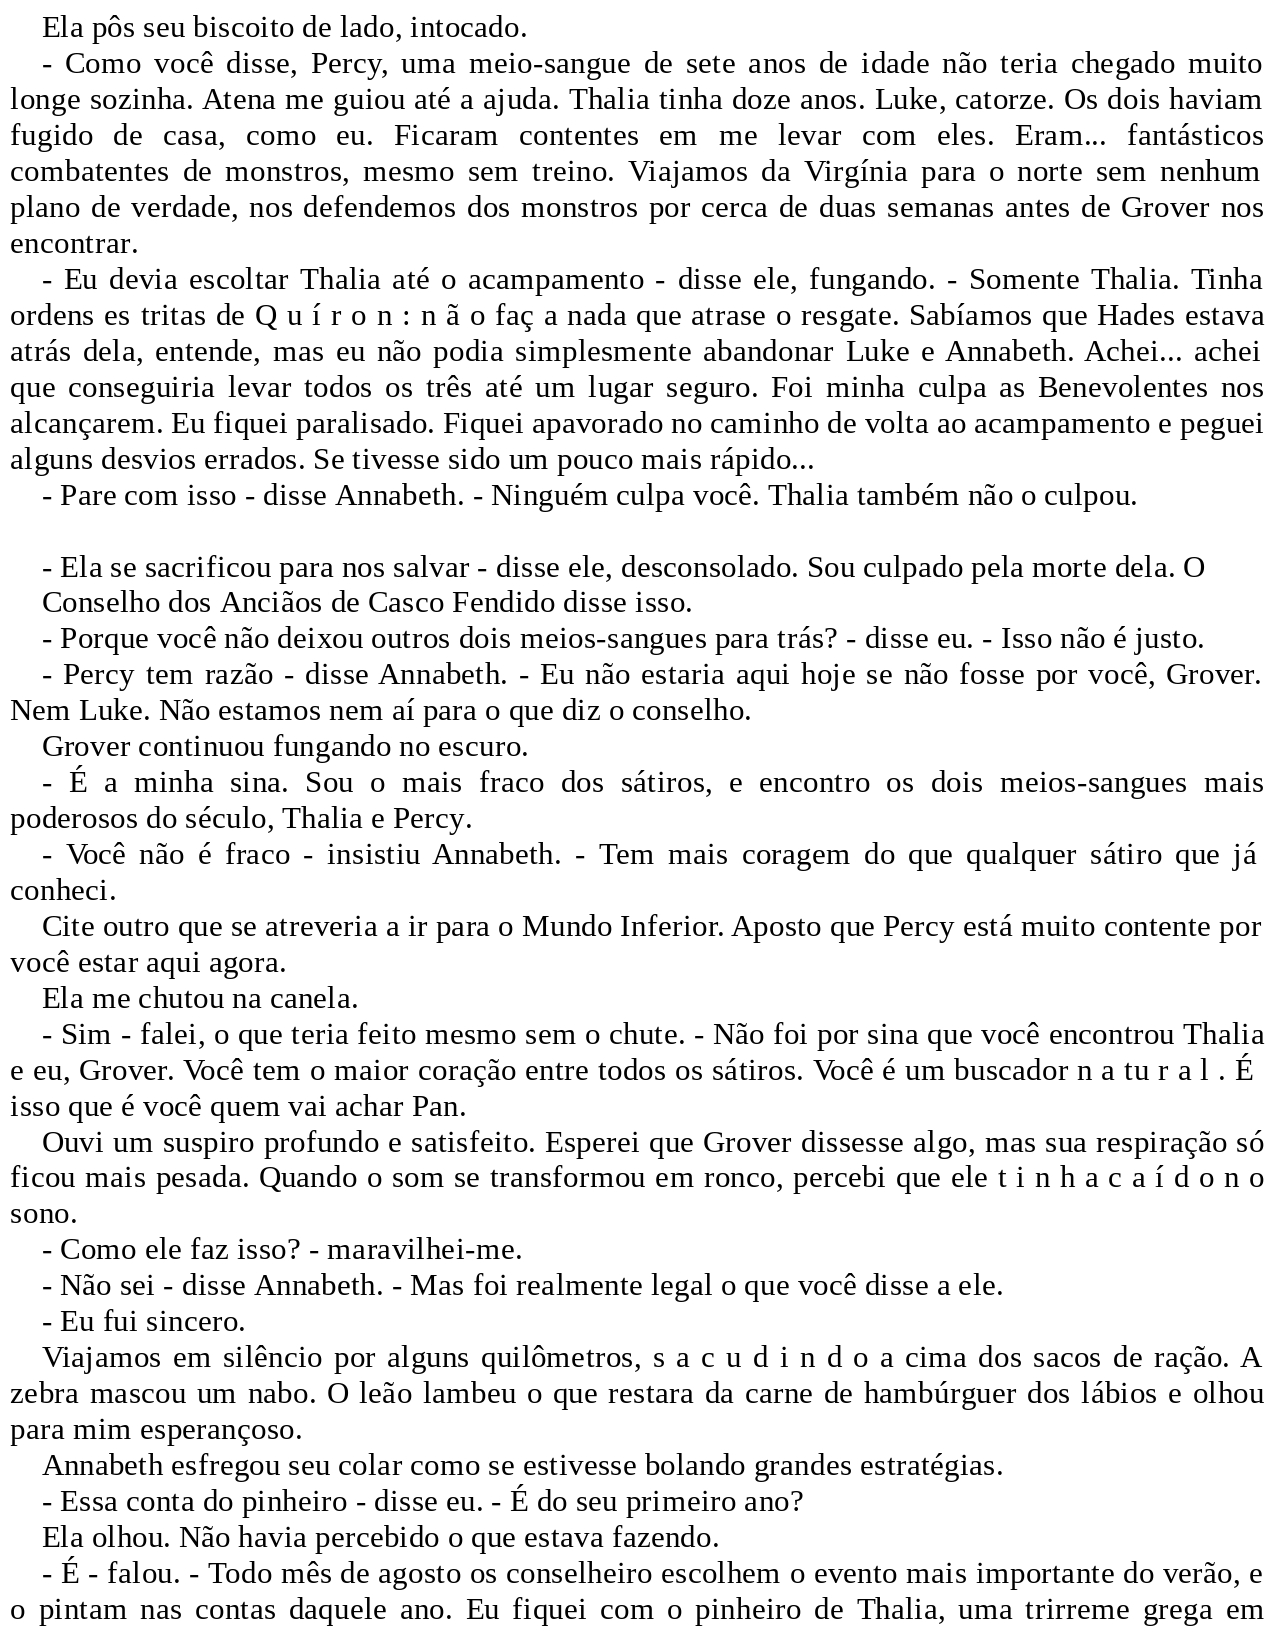 Ela pôs seu biscoito de lado, intocado.
- Como você disse, Percy, uma meio-sangue de sete anos de idade não teria chegado muito
longe sozinha. Atena me guiou até a ajuda. Thalia tinha doze anos. Luke, catorze. Os dois haviam
fugido de casa, como eu. Ficaram contentes em me levar com eles. Eram... fantásticos
combatentes de monstros, mesmo sem treino. Viajamos da Virgínia para o norte sem nenhum
plano de verdade, nos defendemos dos monstros por cerca de duas semanas antes de Grover nos
encontrar.
- Eu devia escoltar Thalia até o acampamento - disse ele, fungando. - Somente Thalia. Tinha
ordens es tritas de Q u í r o n : n ã o faç a nada que atrase o resgate. Sabíamos que Hades estava
atrás dela, entende, mas eu não podia simplesmente abandonar Luke e Annabeth. Achei... achei
que conseguiria levar todos os três até um lugar seguro. Foi minha culpa as Benevolentes nos
alcançarem. Eu fiquei paralisado. Fiquei apavorado no caminho de volta ao acampamento e peguei
alguns desvios errados. Se tivesse sido um pouco mais rápido...
- Pare com isso - disse Annabeth. - Ninguém culpa você. Thalia também não o culpou.
- Ela se sacrificou para nos salvar - disse ele, desconsolado. Sou culpado pela morte dela. O
Conselho dos Anciãos de Casco Fendido disse isso.
- Porque você não deixou outros dois meios-sangues para trás? - disse eu. - Isso não é justo.
- Percy tem razão - disse Annabeth. - Eu não estaria aqui hoje se não fosse por você, Grover.
Nem Luke. Não estamos nem aí para o que diz o conselho.
Grover continuou fungando no escuro.
- É a minha sina. Sou o mais fraco dos sátiros, e encontro os dois meios-sangues mais
poderosos do século, Thalia e Percy.
- Você não é fraco - insistiu Annabeth. - Tem mais coragem do que qualquer sátiro que já
conheci.
Cite outro que se atreveria a ir para o Mundo Inferior. Aposto que Percy está muito contente por
você estar aqui agora.
Ela me chutou na canela.
- Sim - falei, o que teria feito mesmo sem o chute. - Não foi por sina que você encontrou Thalia
e eu, Grover. Você tem o maior coração entre todos os sátiros. Você é um buscador n a tu r a l . É
isso que é você quem vai achar Pan.
Ouvi um suspiro profundo e satisfeito. Esperei que Grover dissesse algo, mas sua respiração só
ficou mais pesada. Quando o som se transformou em ronco, percebi que ele t i n h a c a í d o n o
sono.
- Como ele faz isso? - maravilhei-me.
- Não sei - disse Annabeth. - Mas foi realmente legal o que você disse a ele.
- Eu fui sincero.
Viajamos em silêncio por alguns quilômetros, s a c u d i n d o a cima dos sacos de ração. A
zebra mascou um nabo. O leão lambeu o que restara da carne de hambúrguer dos lábios e olhou
para mim esperançoso.
Annabeth esfregou seu colar como se estivesse bolando grandes estratégias.
- Essa conta do pinheiro - disse eu. - É do seu primeiro ano?
Ela olhou. Não havia percebido o que estava fazendo.
- É - falou. - Todo mês de agosto os conselheiro escolhem o evento mais importante do verão, e
o pintam nas contas daquele ano. Eu fiquei com o pinheiro de Thalia, uma trirreme grega em